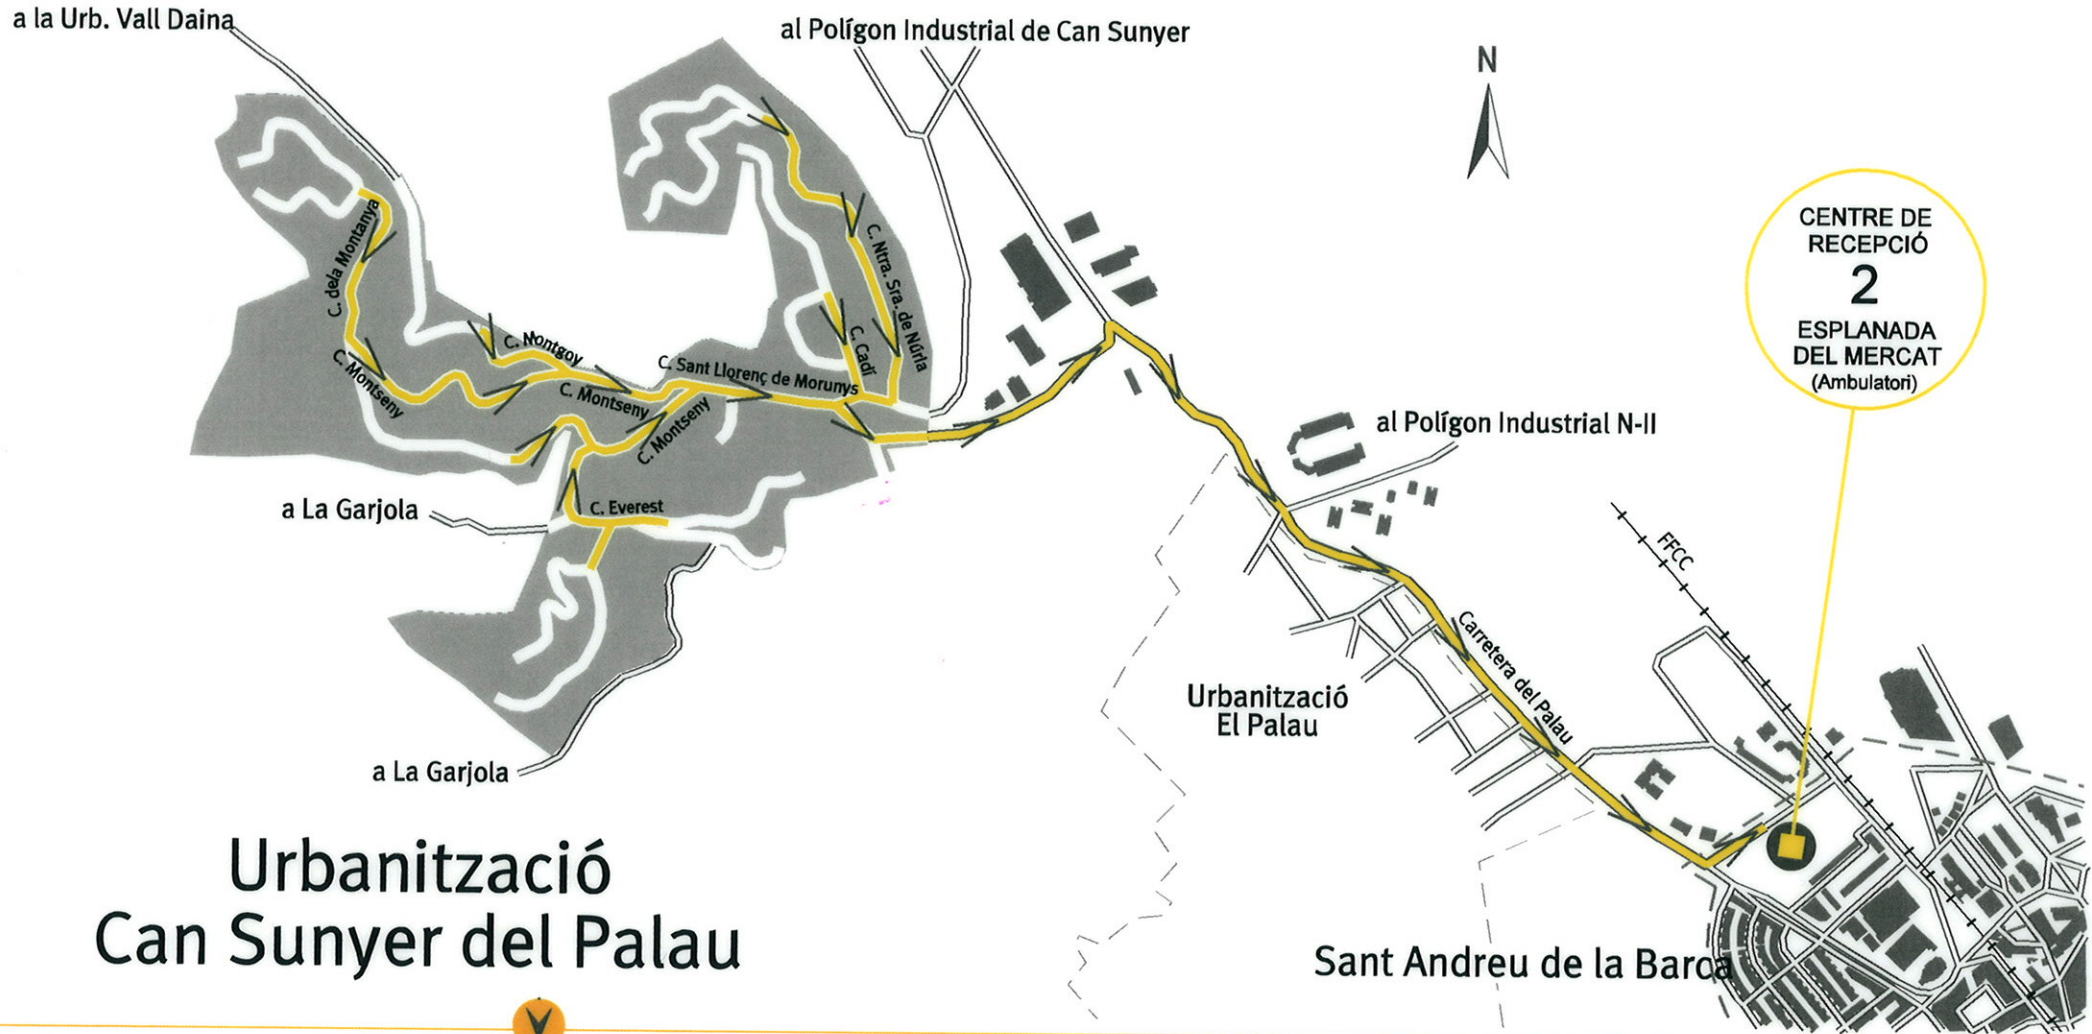 a la Urb. Vall Daina
al Polígon Industrial de Can Sunyer
N
CENTRE DE
RECEPCIÓ
2
ESPLANADA
DEL MERCAT
(Ambulatori)
C. dela Montanya
C. Ntra. Sra. de Núria
C. Montgoy
C. Cadí
C. Sant Llorenç de Morunys
C. Montseny
C. Montseny
C. Montseny
al Polígon Industrial N-II
a La Garjola
C. Everest
FFCC
Carretera del Palau
Urbanització
El Palau
a La Garjola
Urbanització
Can Sunyer del Palau
Sant Andreu de la Barca